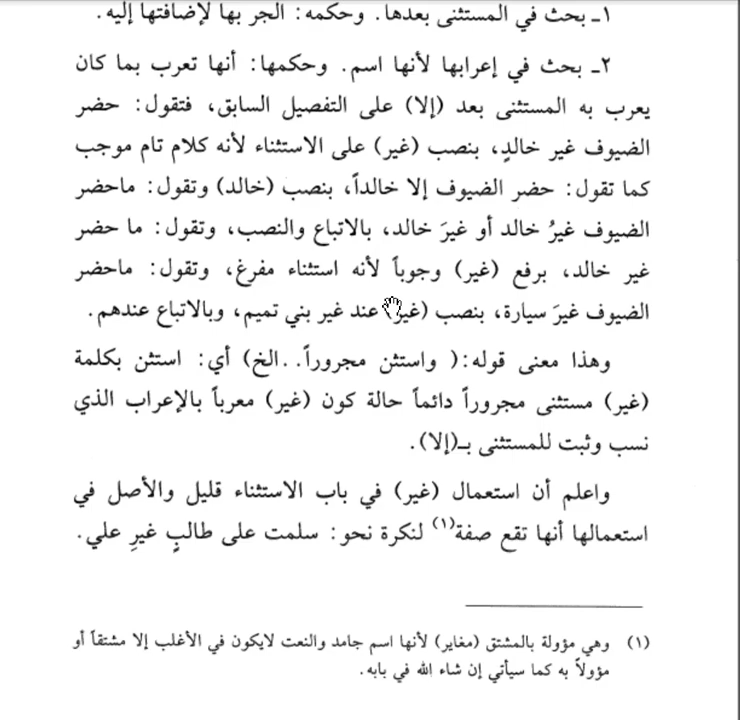 ١ـ بحث في المستثنى بعدها. وحكمه: الجر بها لإضافتها إليه.
٢ـ بحث في إعرابها لأنها اسم. وحكمها: أنها تعرب بما كان
يعرب به المستثنى بعد (إلا) على التفصيل السابق، فتقول: حضر
الضيوف غير خالدٍ، بنصب (غير) على الاستثناء لأنه كلام تام موجب
كما تقول: حضر الضيوف إلا خالداً، بنصب (خالد) وتقول: ماحضر
الضيوف غيرُ خالد أو غيرَ خالد، بالاتباع والنصب، وتقول: ما حضر
غير خالد، برفع (غير) وجوباً لأنه استثناء مفرغ، وتقول: ماحضر
الضيوف غيرَ سيارة، بنصب (غير) عند غير بني تميم، وبالاتباع عندهم.
وهذا معنى قوله:( واستثن مجروراً..الخ) أي: استثن بكلمة
(غير) مستثنى مجروراً دائماً حالة كون (غير) معرباً بالإعراب الذي
نسب وثبت للمستثنى بـ(إلا).
واعلم أن استعمال (غير) في باب الاستثناء قليل والأصل في
استعمالها أنها تقع صفة(١) لنكرة نحو: سلمت على طالبٍ غيرِ علي.
(١) وهي مؤولة بالمشتق (مغاير) لأنها اسم جامد والنعت لايكون في الأغلب إلا مشتقاً أو
مؤولاً به كما سيأتي إن شاء الله في بابه.